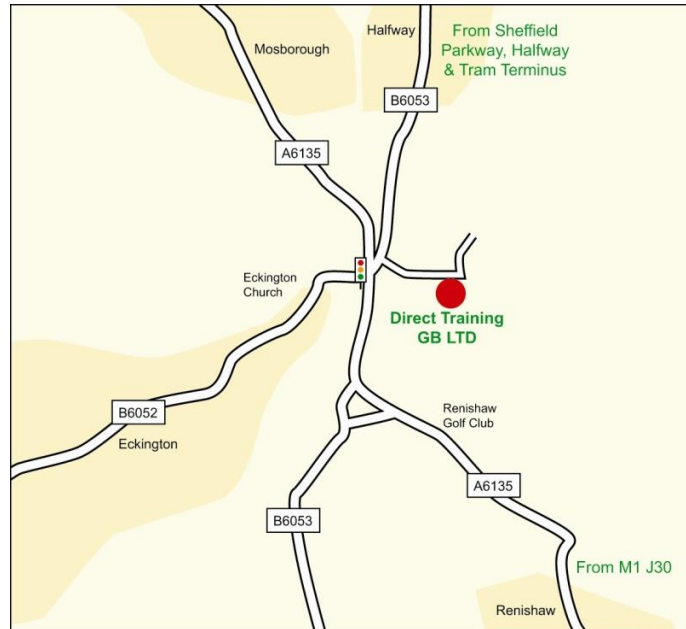 Halfway
Mosborough
From Sheffield
Parkway, Halfway
& Tram Terminus
B6053
A6135
Eckington
Church
Direct Training
GB LTD
B6052
Eckington
Renishaw
Golf Club
A6135
B6053
From M1 J30
Renishaw